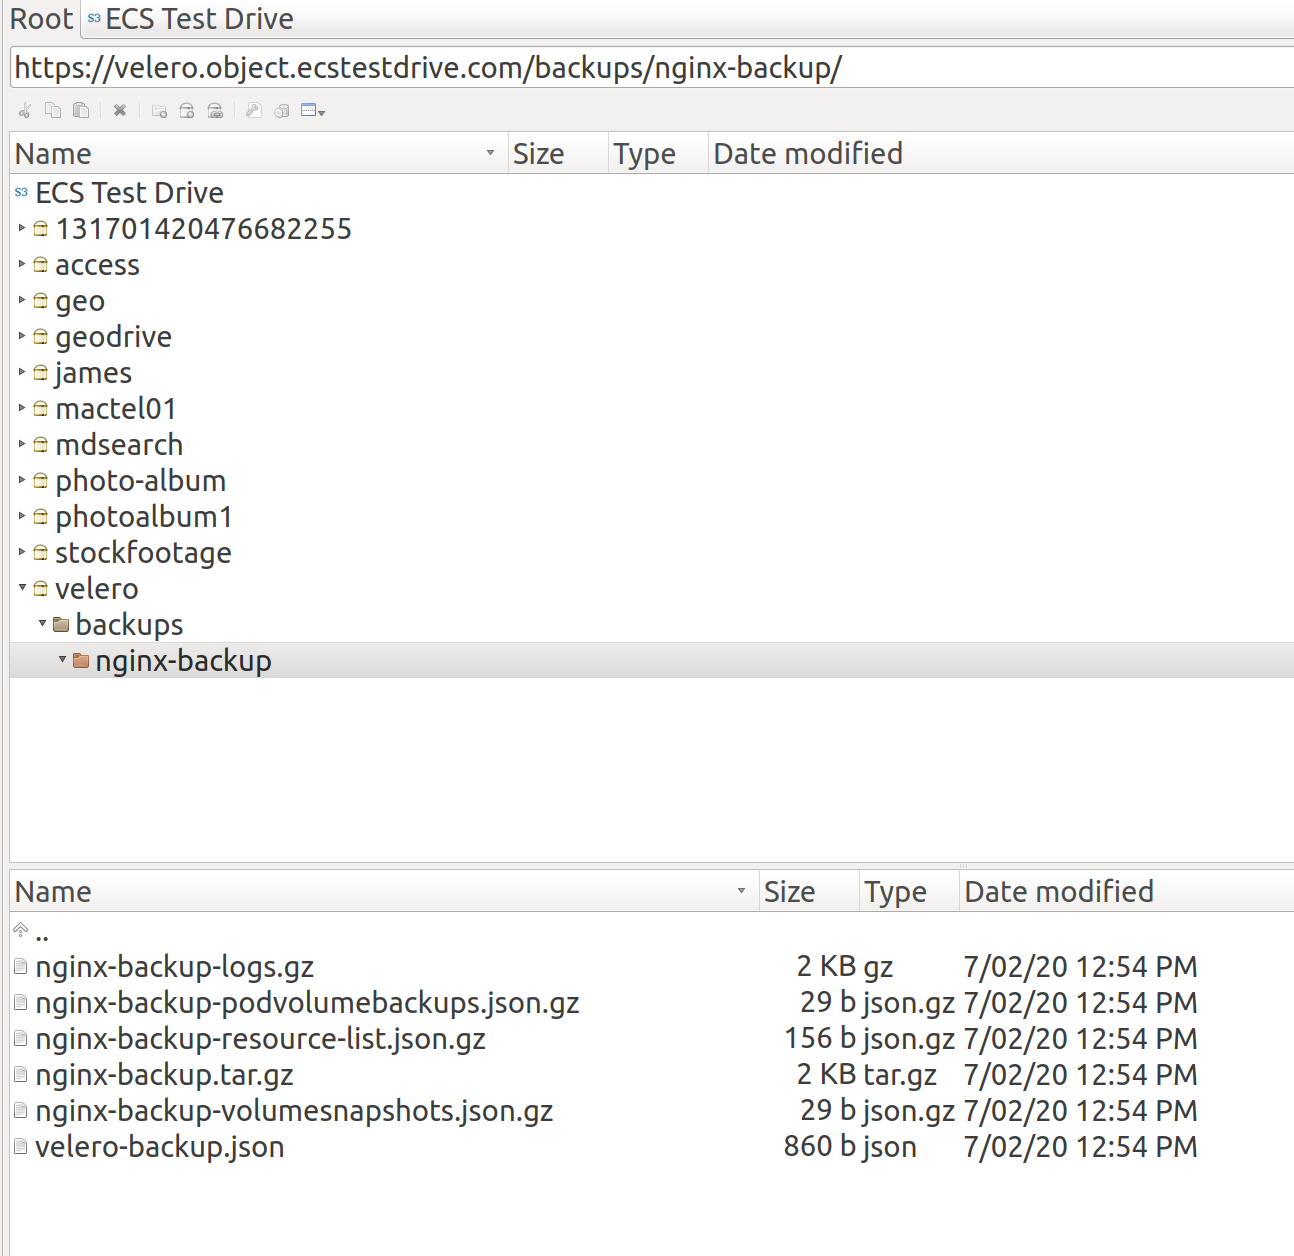 Root S3 ECS Test Drive
https://velero.object.ecstestdrive.com/backups/nginx-backup/
Name Size Type Date modified
S3 ECS Test Drive
131701420476682255
access
geo
geodrive
james
mactel01
mdsearch
photo-album
photoalbum1
stockfootage
velero
backups
nginx-backup
Name Size Type Date modified
..
nginx-backup-logs.gz 2 KB gz 7/02/20 12:54 PM
nginx-backup-podvolumebackups.json.gz 29 b json.gz 7/02/20 12:54 PM
nginx-backup-resource-list.json.gz 156 b json.gz 7/02/20 12:54 PM
nginx-backup.tar.gz 2 KB tar.gz 7/02/20 12:54 PM
nginx-backup-volumesnapshots.json.gz 29 b json.gz 7/02/20 12:54 PM
velero-backup.json 860 b json 7/02/20 12:54 PM